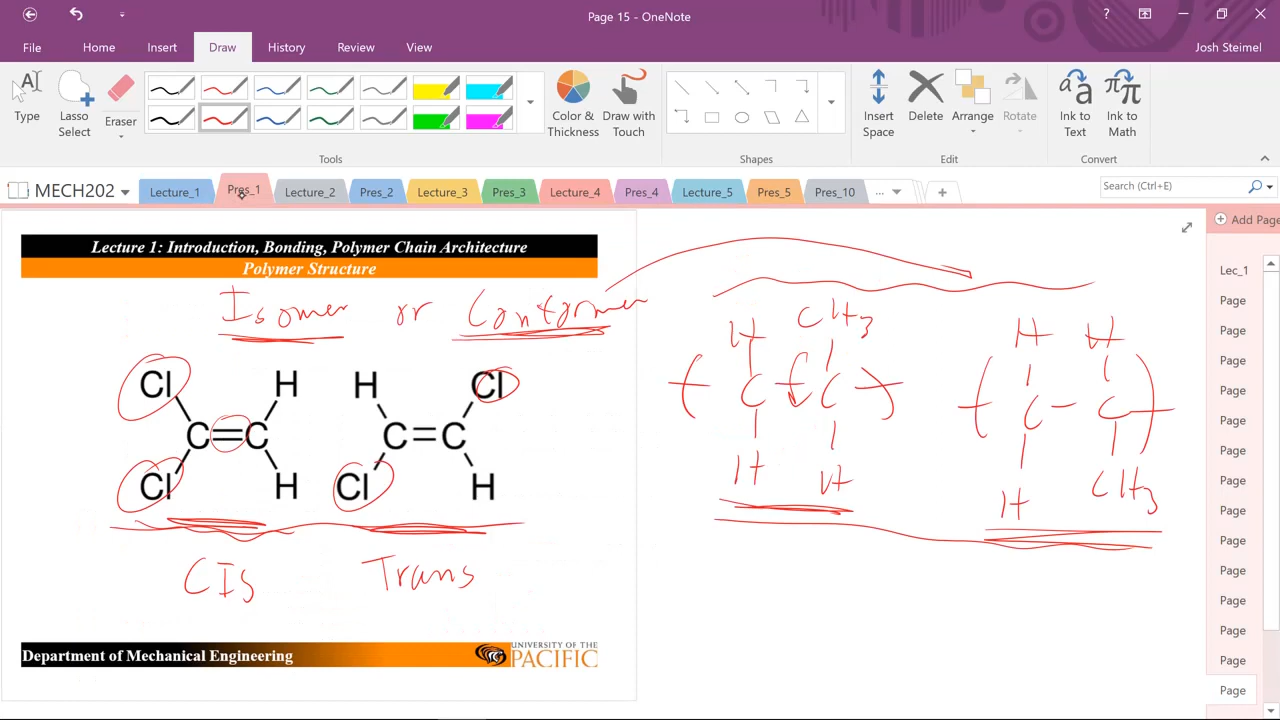 Page 15 - OneNote
?
File
Home
Insert
Draw
History
Review
View
Josh Steimel
Type
Lasso Select
Eraser
Color & Thickness
Draw with Touch
Insert Space
Delete
Arrange
Rotate
Ink to Text
Ink to Math
Tools
Shapes
Edit
Convert
MECH202
Lecture_1
Pres_1
Lecture_2
Pres_2
Lecture_3
Pres_3
Lecture_4
Pres_4
Lecture_5
Pres_5
Pres_10
...
Search (Ctrl+E)
Add Page
Lecture 1: Introduction, Bonding, Polymer Chain Architecture
Polymer Structure
Isomer or Conformer
Cl H H Cl
C=C C=C
Cl H Cl H
CIS Trans
H CH3
C C
H H
H H
C - C
H CH3
Department of Mechanical Engineering
UNIVERSITY OF THE
PACIFIC
Lec_1
Page
Page
Page
Page
Page
Page
Page
Page
Page
Page
Page
Page
Page
Page